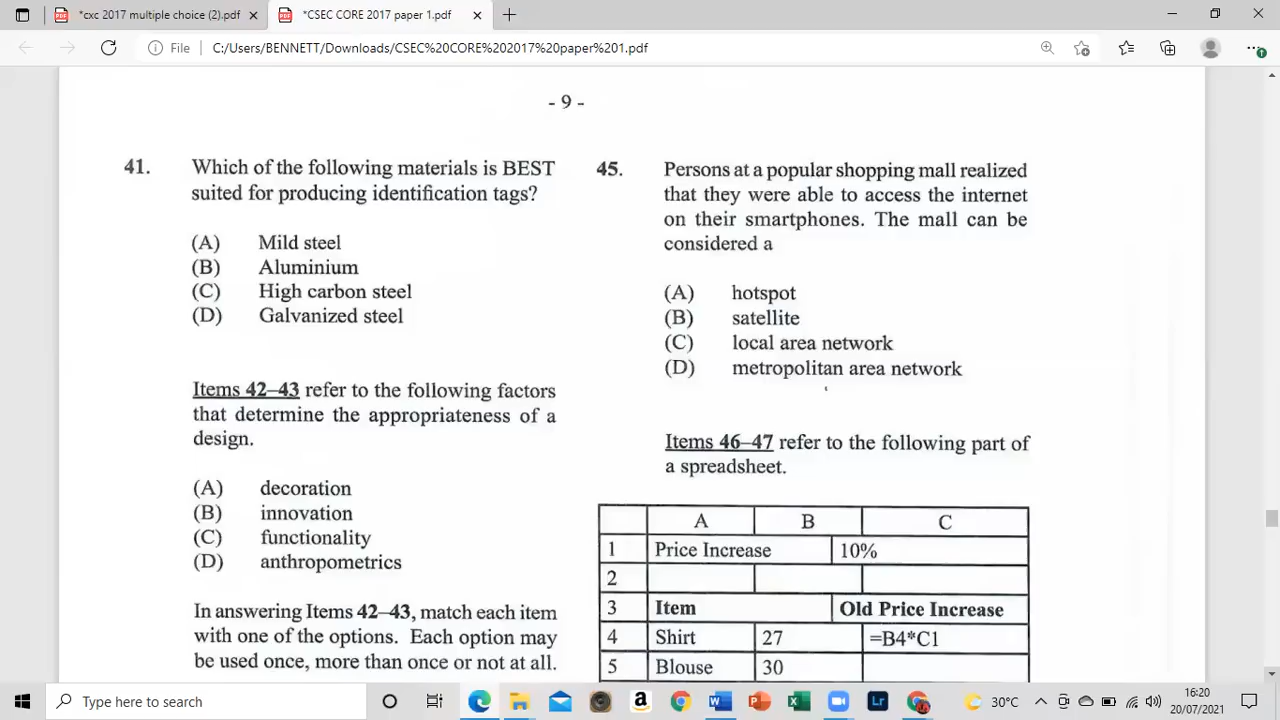 *cxc 2017 multiple choice (2).pdf
*CSEC CORE 2017 paper 1.pdf
File
C:/Users/BENNETT/Downloads/CSEC%20CORE%202017%20paper%201.pdf
- 9 -
41. Which of the following materials is BEST
suited for producing identification tags?
(A) Mild steel
(B) Aluminium
(C) High carbon steel
(D) Galvanized steel
Items 42–43 refer to the following factors
that determine the appropriateness of a
design.
(A) decoration
(B) innovation
(C) functionality
(D) anthropometrics
In answering Items 42–43, match each item
with one of the options. Each option may
be used once, more than once or not at all.
45. Persons at a popular shopping mall realized
that they were able to access the internet
on their smartphones. The mall can be
considered a
(A) hotspot
(B) satellite
(C) local area network
(D) metropolitan area network
Items 46–47 refer to the following part of
a spreadsheet.
A B C
1 Price Increase 10%
2
3 Item Old Price Increase
4 Shirt 27 =B4*C1
5 Blouse 30
Type here to search
30°C
16:20
20/07/2021